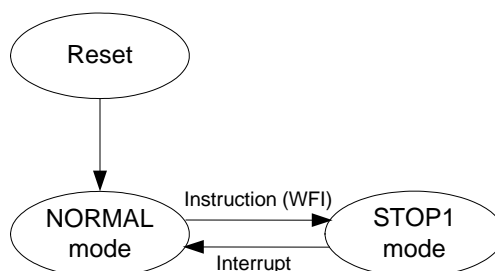 Reset
Instruction (WFI)
NORMAL
mode
STOP1
mode
Interrupt